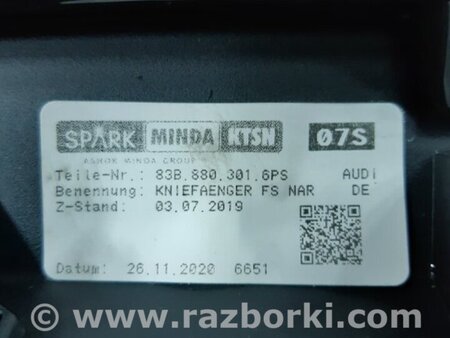 SPARK MINDA KTSN 07S
ASHOK MINDA GROUP
Teile-Nr.: 83B.880.301.6PS AUDI
Benennung: KNIEFAENGER FS NAR DE
Z-Stand: 03.07.2019
Datum: 26.11.2020 6651
© www.razborki.com